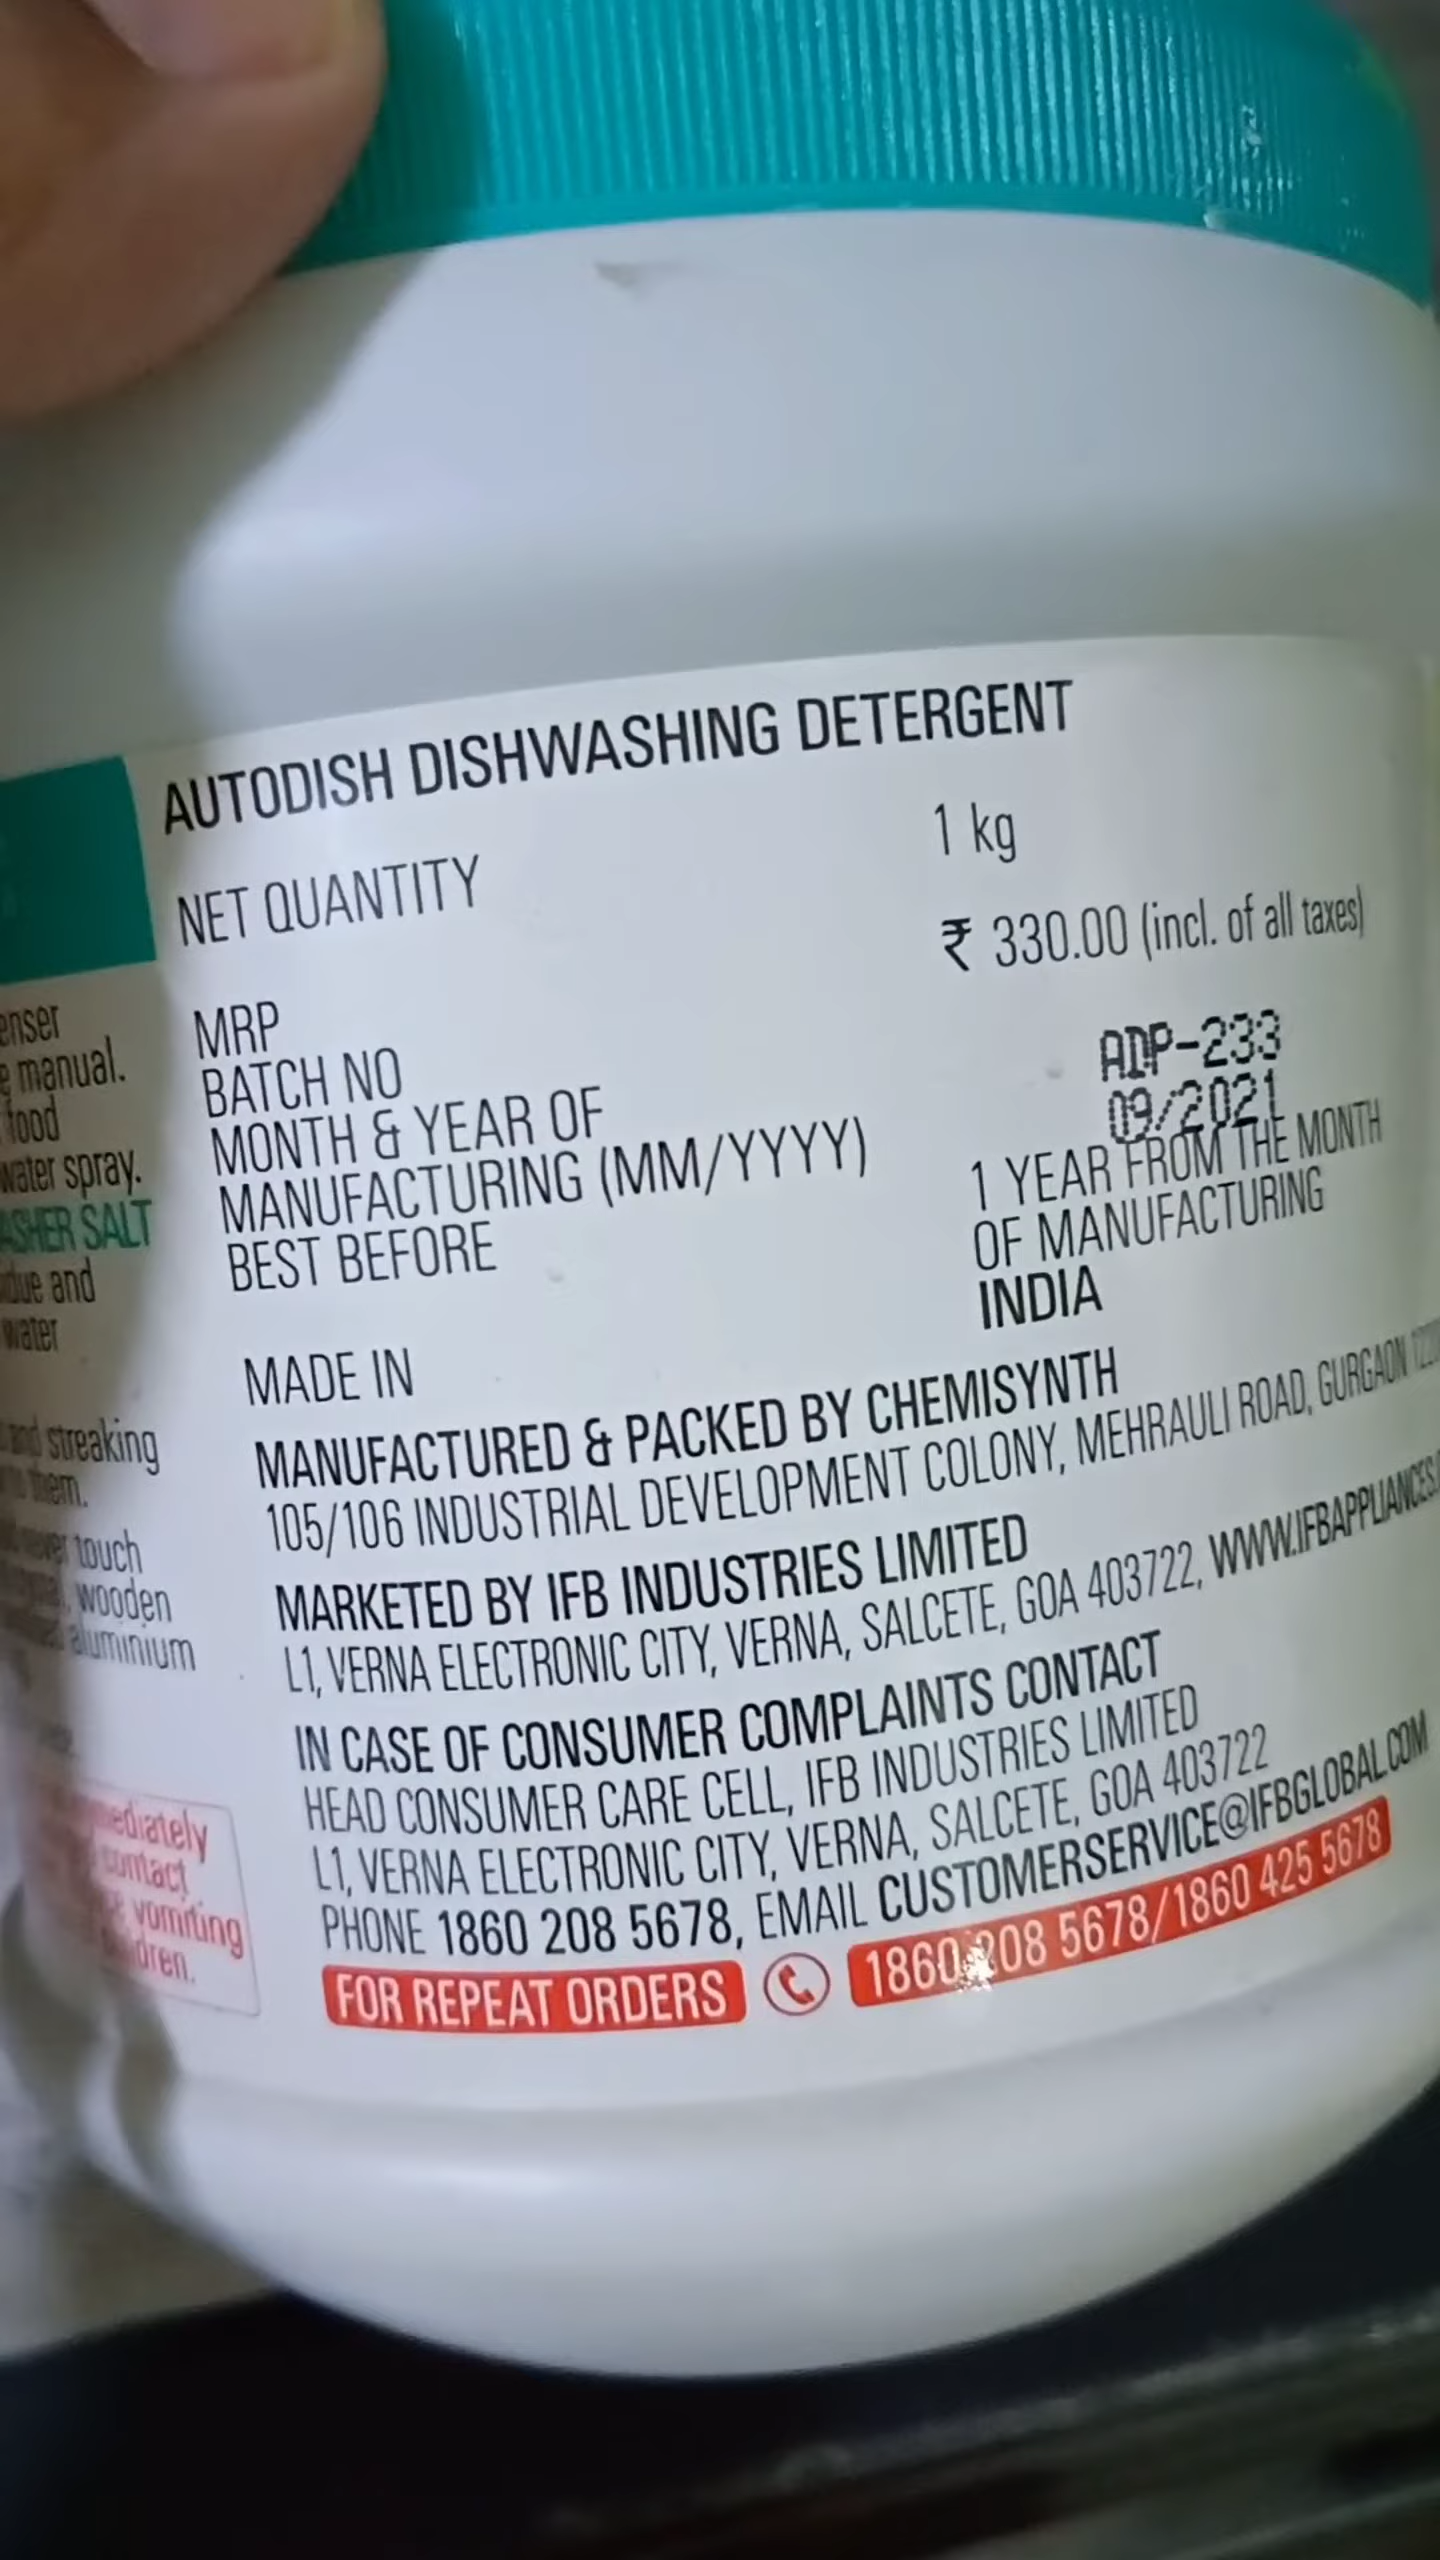 AUTODISH DISHWASHING DETERGENT
NET QUANTITY 1 kg
MRP ₹ 330.00 (incl. of all taxes)
BATCH NO ADP-233
MONTH & YEAR OF
MANUFACTURING (MM/YYYY) 09/2021
BEST BEFORE 1 YEAR FROM THE MONTH
OF MANUFACTURING
MADE IN INDIA
MANUFACTURED & PACKED BY CHEMISYNTH
105/106 INDUSTRIAL DEVELOPMENT COLONY, MEHRAULI ROAD, GURGAON
MARKETED BY IFB INDUSTRIES LIMITED
L1, VERNA ELECTRONIC CITY, VERNA, SALCETE, GOA 403722, WWW.IFBAPPLIANCES
IN CASE OF CONSUMER COMPLAINTS CONTACT
HEAD CONSUMER CARE CELL, IFB INDUSTRIES LIMITED
L1, VERNA ELECTRONIC CITY, VERNA, SALCETE, GOA 403722
PHONE 1860 208 5678, EMAIL CUSTOMERSERVICE@IFBGLOBAL.COM
FOR REPEAT ORDERS 1860 208 5678/1860 425 5678
manual.
food
water spray.
SALT
and
water
streaking
them.
touch
wooden
aluminium
contact
vomiting